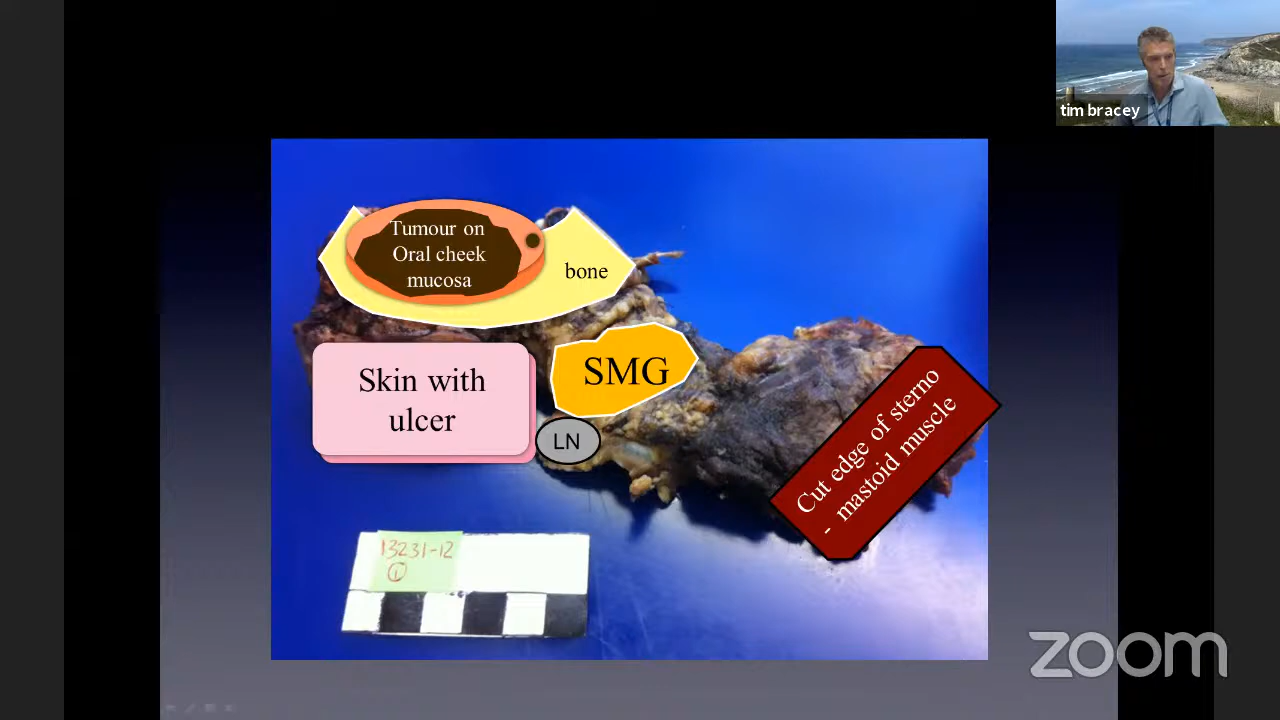 tim bracey
Tumour on
Oral cheek
mucosa
bone
Skin with
ulcer
SMG
LN
Cut edge of sterno
- mastoid muscle
13231-12
1
zoom